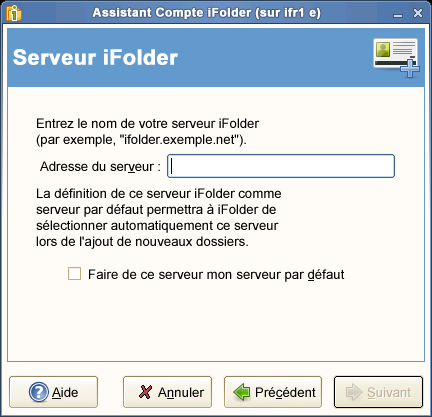 Assistant Compte iFolder (sur ifr1 e)
Serveur iFolder
Entrez le nom de votre serveur iFolder
(par exemple, "ifolder.exemple.net").
Adresse du serveur :
La définition de ce serveur iFolder comme
serveur par défaut permettra à iFolder de
sélectionner automatiquement ce serveur
lors de l'ajout de nouveaux dossiers.
Faire de ce serveur mon serveur par défaut
Aide Annuler Précédent Suivant